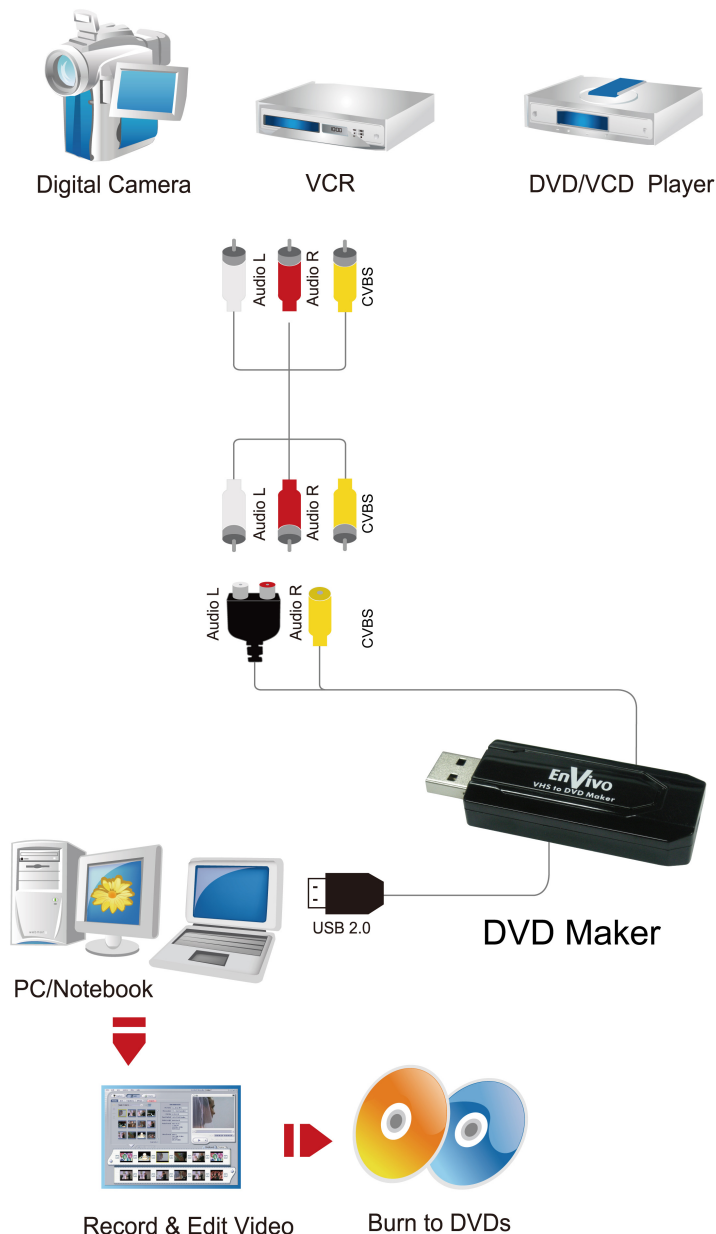 Digital Camera
VCR
DVD/VCD Player
Audio L
Audio R
CVBS
Audio L
Audio R
CVBS
Audio L
Audio R
CVBS
EnVivo
VHS to DVD Maker
USB 2.0
DVD Maker
PC/Notebook
Record & Edit Video
Burn to DVDs